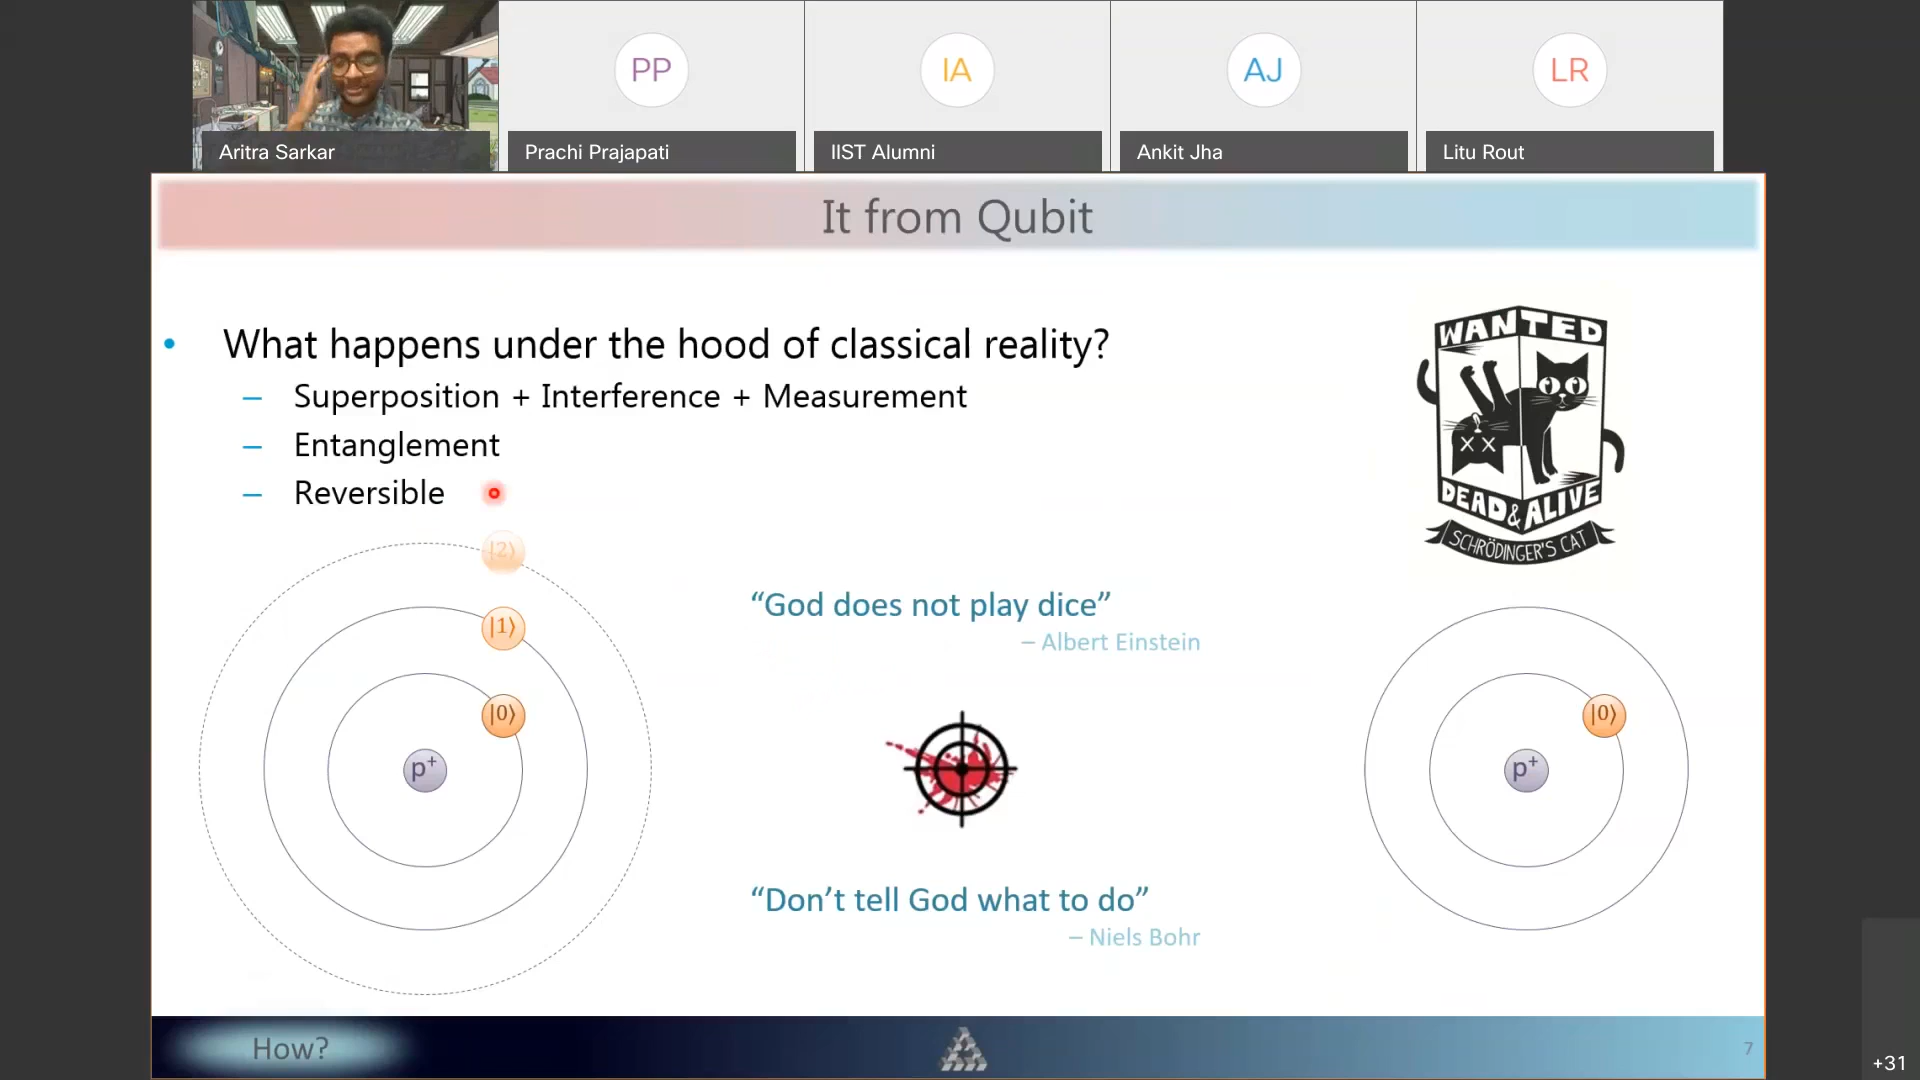 PP
IA
AJ
LR
Aritra Sarkar
Prachi Prajapati
IIST Alumni
Ankit Jha
Litu Rout
It from Qubit
• What happens under the hood of classical reality?
– Superposition + Interference + Measurement
– Entanglement
– Reversible
WANTED
DEAD & ALIVE
SCHRÖDINGER'S CAT
|2⟩
|1⟩
|0⟩
p⁺
“God does not play dice”
– Albert Einstein
“Don’t tell God what to do”
– Niels Bohr
|0⟩
p⁺
How?
7
+31